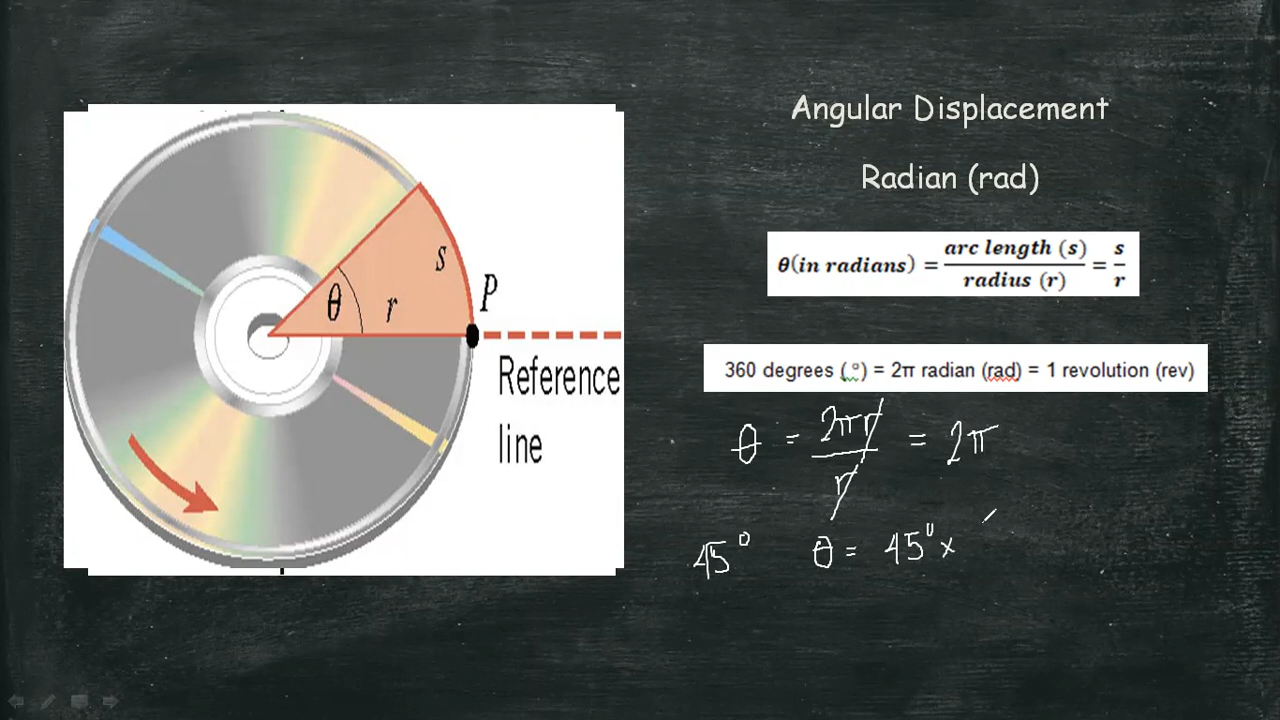 Angular Displacement
Radian (rad)
θ(in radians) = arc length (s) / radius (r) = s / r
360 degrees ( °) = 2π radian (rad) = 1 revolution (rev)
θ = 2πr / r = 2π
45° θ = 45° x
s
P
θ r
Reference
line